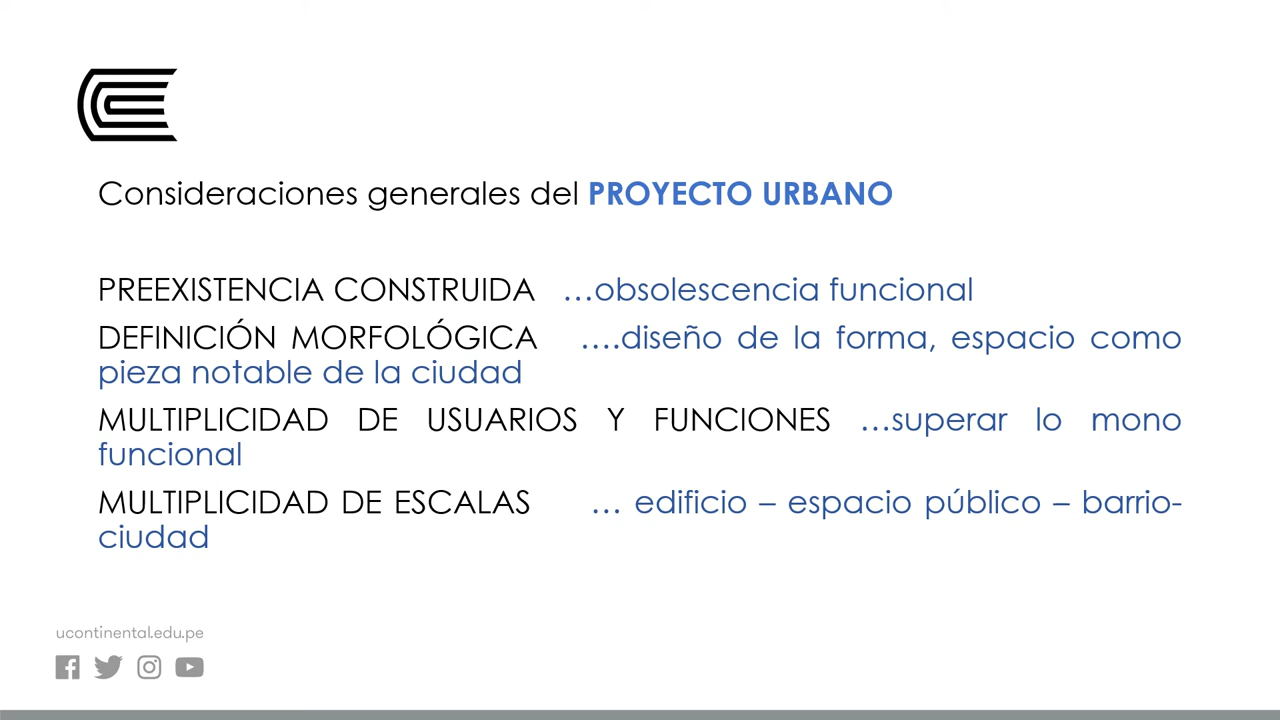 Consideraciones generales del PROYECTO URBANO
PREEXISTENCIA CONSTRUIDA …obsolescencia funcional
DEFINICIÓN MORFOLÓGICA ….diseño de la forma, espacio como
pieza notable de la ciudad
MULTIPLICIDAD DE USUARIOS Y FUNCIONES …superar lo mono
funcional
MULTIPLICIDAD DE ESCALAS … edificio – espacio público – barrio-
ciudad
ucontinental.edu.pe